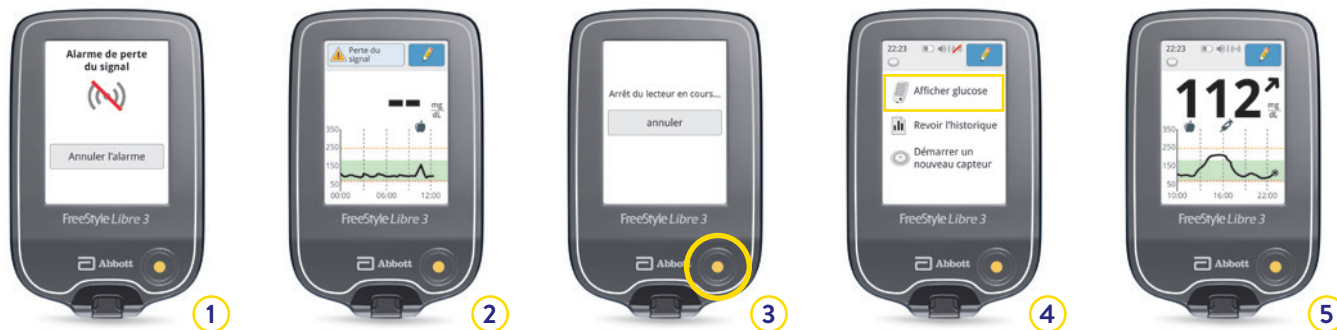 Alarme de perte
du signal
Annuler l'alarme
FreeStyle Libre 3
Abbott
1
Perte du
signal
--
mg
dL
350
250
150
50
00:00 06:00 12:00
FreeStyle Libre 3
Abbott
2
Arrêt du lecteur en cours...
annuler
FreeStyle Libre 3
Abbott
3
22:23
Afficher glucose
Revoir l'historique
Démarrer un
nouveau capteur
FreeStyle Libre 3
Abbott
4
22:23
112
mg
dL
350
250
150
50
10:00 16:00 22:00
FreeStyle Libre 3
Abbott
5